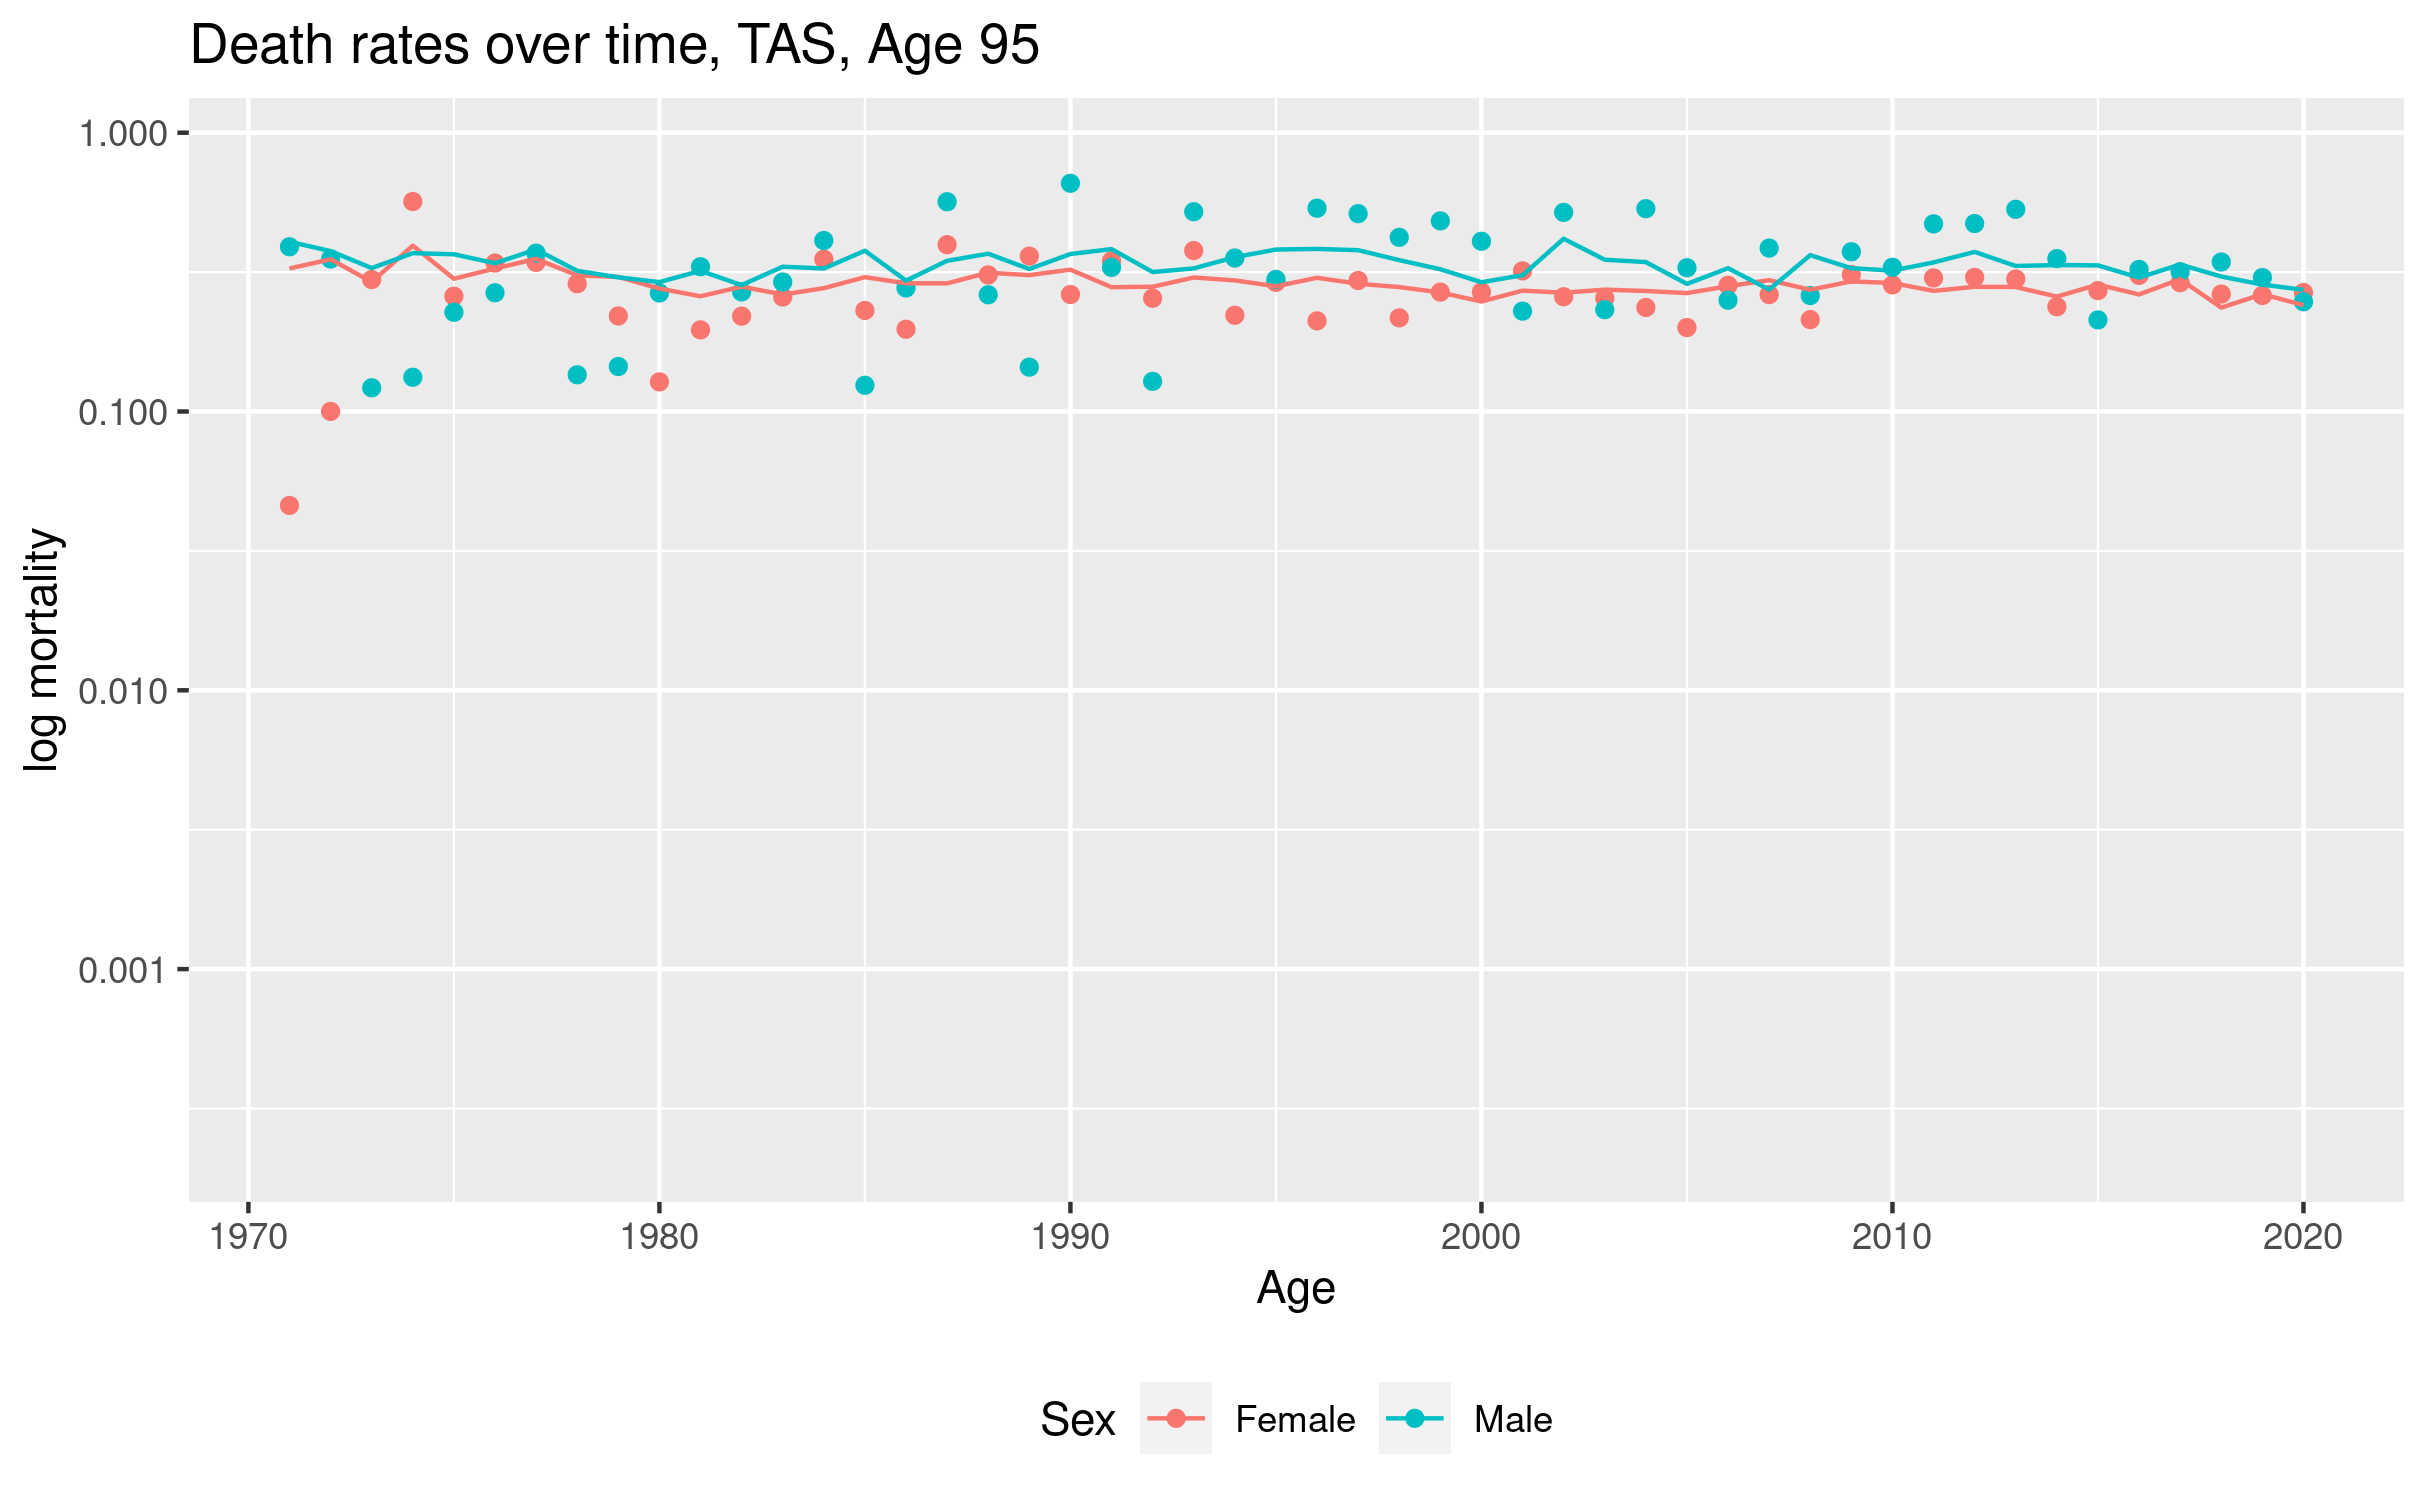 Death rates over time, TAS, Age 95
log mortality
1.000
0.100
0.010
0.001
1970 1980 1990 2000 2010 2020
Age
Sex Female Male